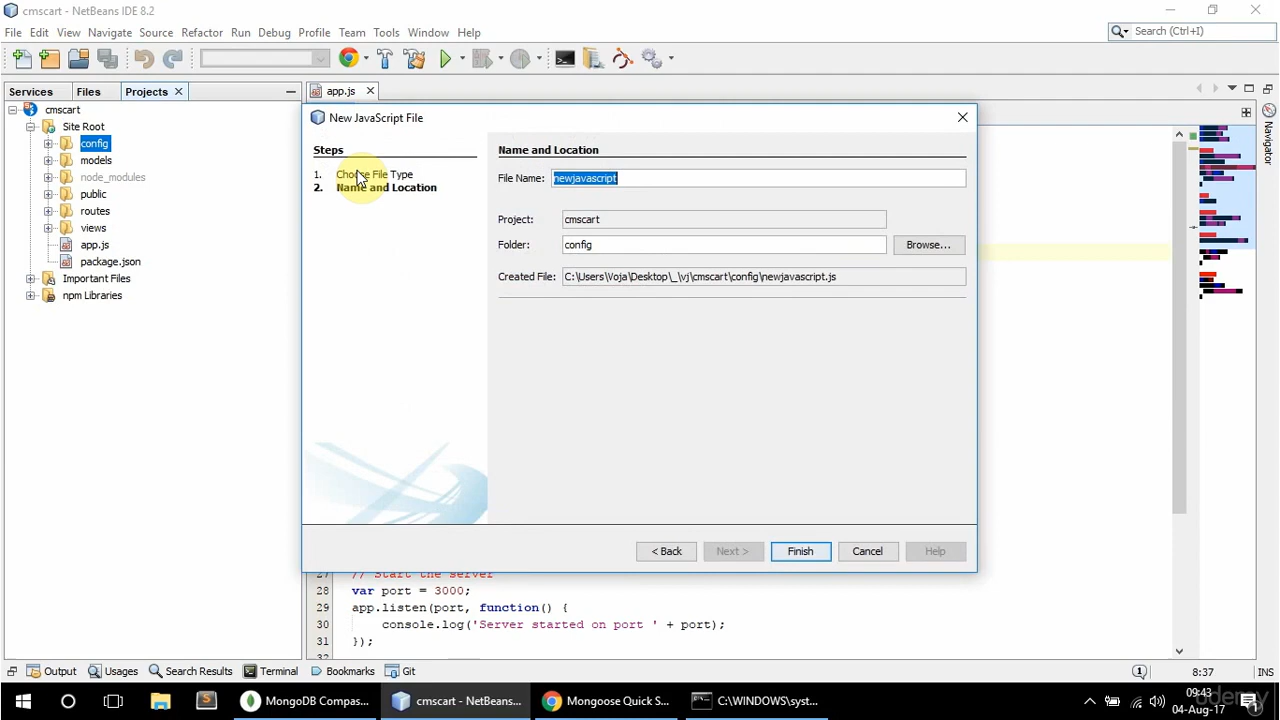 cmscart - NetBeans IDE 8.2
File Edit View Navigate Source Refactor Run Debug Profile Team Tools Window Help
Search (Ctrl+I)
Services Files Projects
app.js
cmscart
Site Root
config
models
node_modules
public
routes
views
app.js
package.json
Important Files
npm Libraries
New JavaScript File
Steps
1. Choose File Type
2. Name and Location
Name and Location
File Name: newjavascript
Project: cmscart
Folder: config
Browse...
Created File: C:\Users\Voja\Desktop\_\vj\cmscart\config\newjavascript.js
< Back Next > Finish Cancel Help
Navigator
27 // Start the server
28 var port = 3000;
29 app.listen(port, function() {
30 console.log('Server started on port ' + port);
31 });
32
Output Usages Search Results Terminal Bookmarks Git
1 8:37 INS
MongoDB Compas... cmscart - NetBeans... Mongoose Quick S... C:\WINDOWS\syst...
09:43
04-Aug-17
udemy